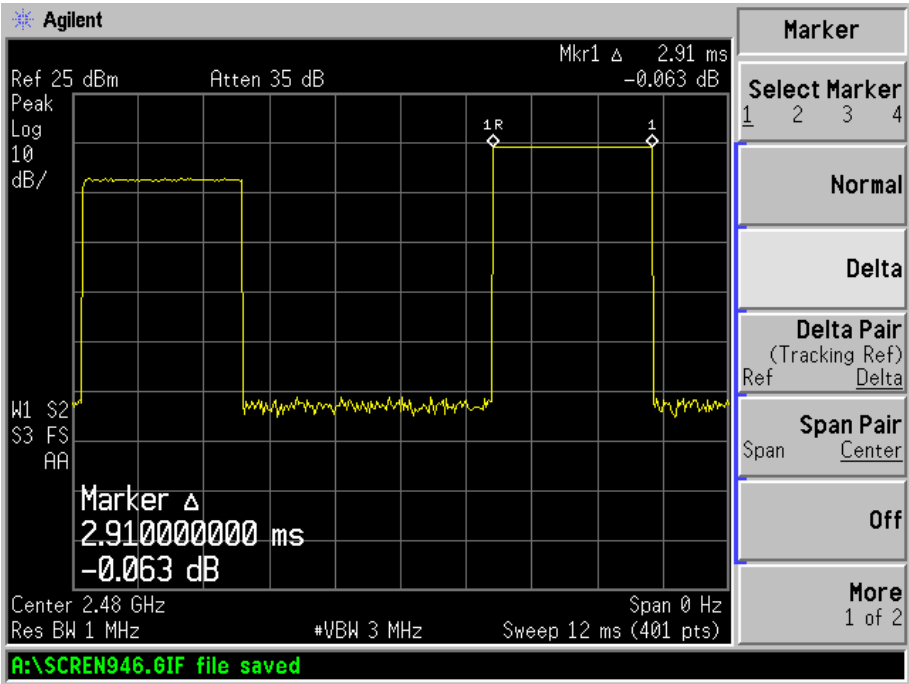 Agilent
Mkr1 Δ 2.91 ms
Ref 25 dBm Atten 35 dB -0.063 dB
Peak
Log
10
dB/
1R 1
W1 S2
S3 FS
AA
Marker Δ
2.910000000 ms
-0.063 dB
Center 2.48 GHz Span 0 Hz
Res BW 1 MHz #VBW 3 MHz Sweep 12 ms (401 pts)
A:\SCREN946.GIF file saved
Marker
Select Marker
1 2 3 4
Normal
Delta
Delta Pair
(Tracking Ref)
Ref Delta
Span Pair
Span Center
Off
More
1 of 2